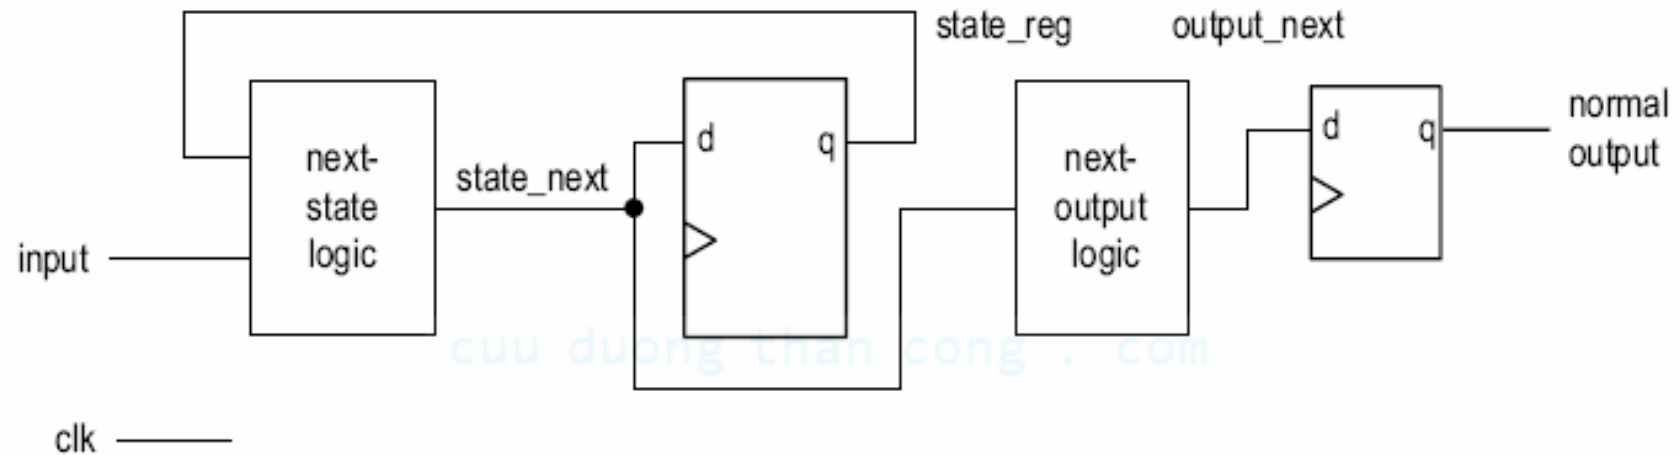 state_reg
output_next
next-
state
logic
state_next
d
q
next-
output
logic
d
q
normal
output
input
cuu duong than cong . com
clk